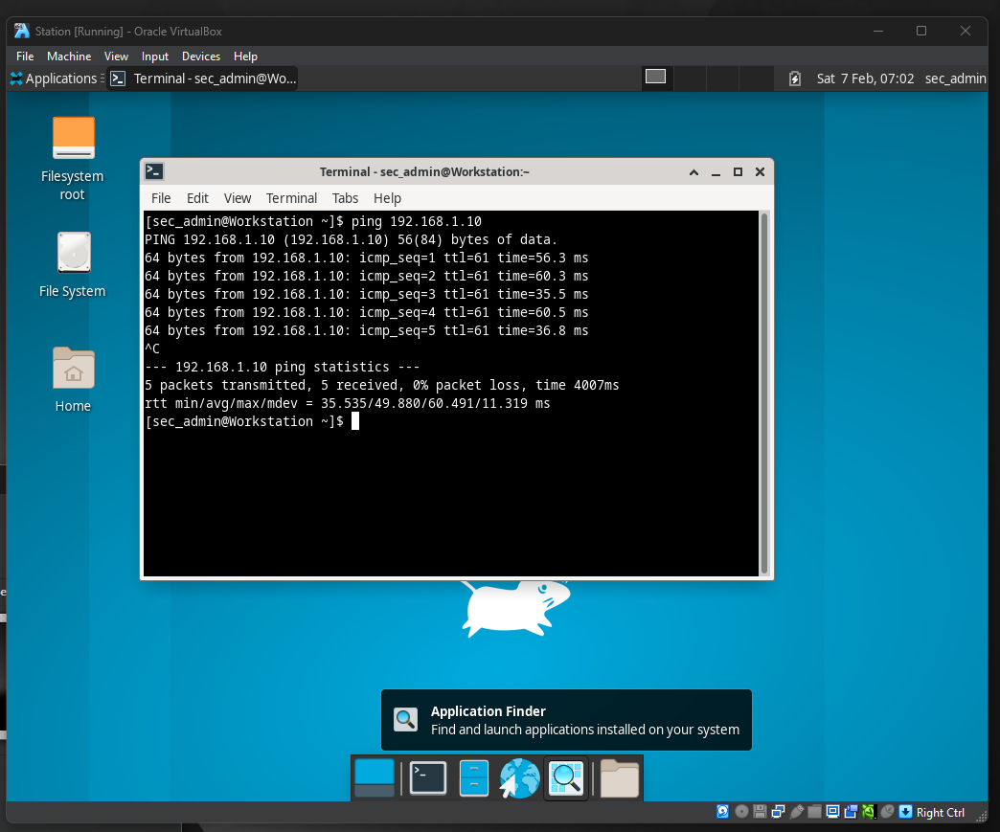 Station [Running] - Oracle VirtualBox
File Machine View Input Devices Help
Applications Terminal - sec_admin@Wo... Sat 7 Feb, 07:02 sec_admin
Filesystem
root
File System
Home
Terminal - sec_admin@Workstation:~
File Edit View Terminal Tabs Help
[sec_admin@Workstation ~]$ ping 192.168.1.10
PING 192.168.1.10 (192.168.1.10) 56(84) bytes of data.
64 bytes from 192.168.1.10: icmp_seq=1 ttl=61 time=56.3 ms
64 bytes from 192.168.1.10: icmp_seq=2 ttl=61 time=60.3 ms
64 bytes from 192.168.1.10: icmp_seq=3 ttl=61 time=35.5 ms
64 bytes from 192.168.1.10: icmp_seq=4 ttl=61 time=60.5 ms
64 bytes from 192.168.1.10: icmp_seq=5 ttl=61 time=36.8 ms
^C
--- 192.168.1.10 ping statistics ---
5 packets transmitted, 5 received, 0% packet loss, time 4007ms
rtt min/avg/max/mdev = 35.535/49.880/60.491/11.319 ms
[sec_admin@Workstation ~]$
Application Finder
Find and launch applications installed on your system
Right Ctrl